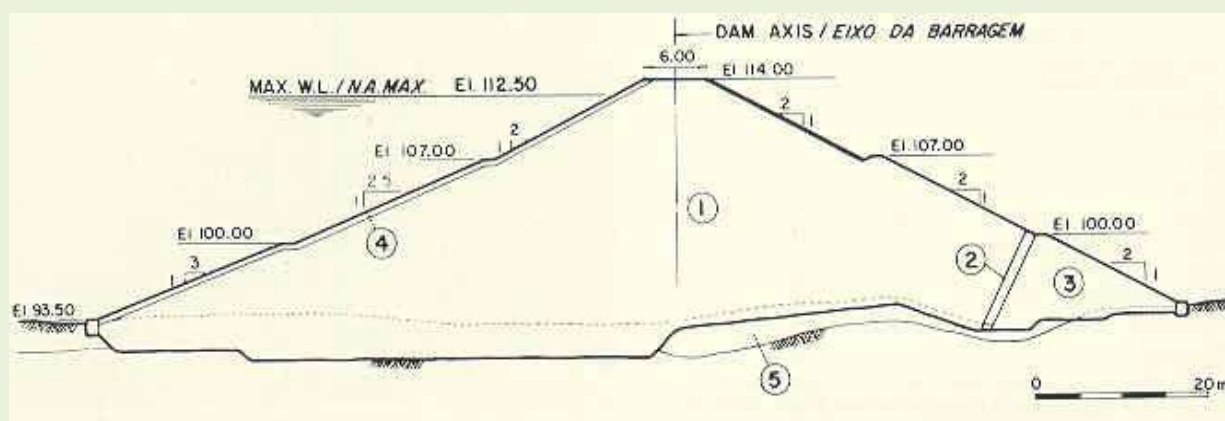 DAM AXIS / EIXO DA BARRAGEM
6.00
El 114.00
MAX. W.L. / N.A. MAX. El. 112.50
2
1
2
1
El 107.00
El. 107.00
2.5
1
1
2
1
El 100.00
4
2
El 100.00
3
1
2
1
3
El 93.50
5
0
20 m